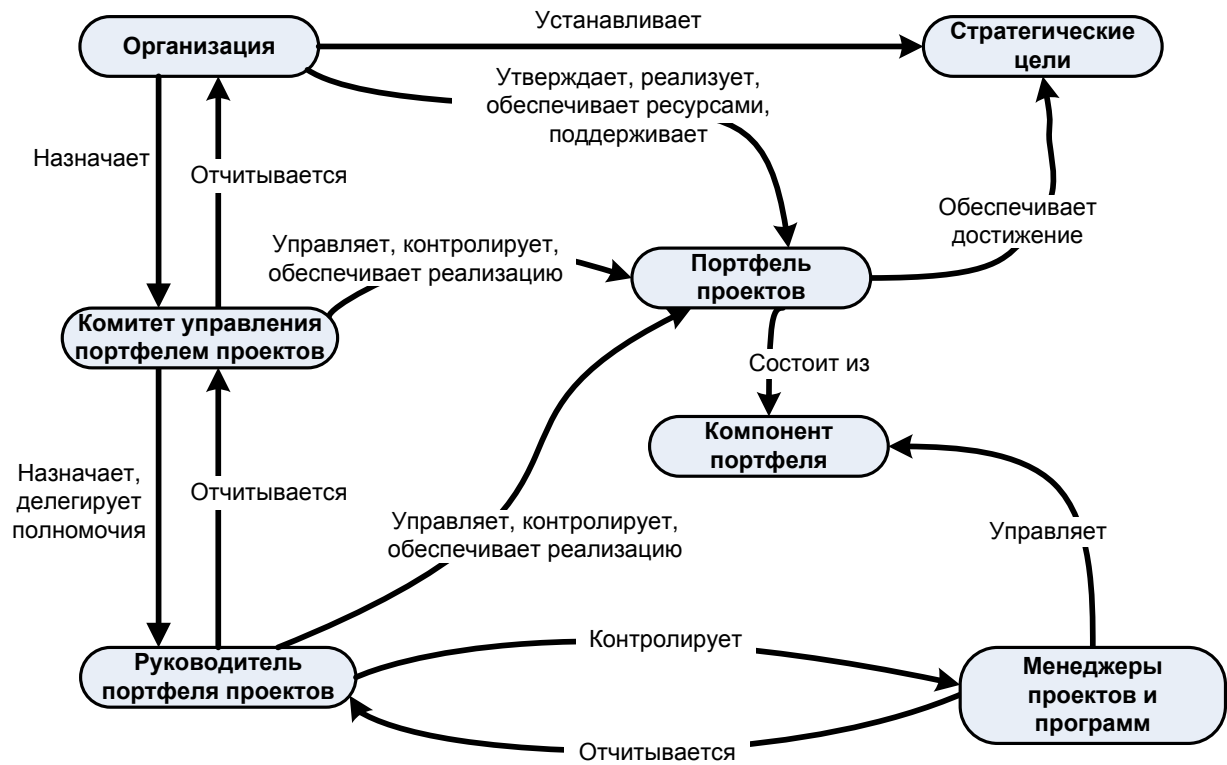 Устанавливает
Организация
Стратегические
цели
Утверждает, реализует,
обеспечивает ресурсами,
поддерживает
Назначает
Отчитывается
Обеспечивает
достижение
Управляет, контролирует,
обеспечивает реализацию
Портфель
проектов
Комитет управления
портфелем проектов
Состоит из
Компонент
портфеля
Назначает,
делегирует
полномочия
Отчитывается
Управляет, контролирует,
обеспечивает реализацию
Управляет
Контролирует
Руководитель
портфеля проектов
Менеджеры
проектов и
программ
Отчитывается